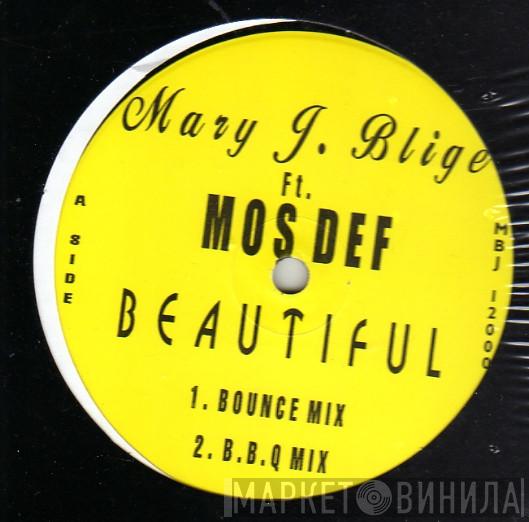 Mary J. Blige
Ft.
MOS DEF
BEAUTIFUL
1. BOUNCE MIX
2. B.B.Q MIX
A SIDE
MBJ 12000
МАРКЕТ ВИНИЛА